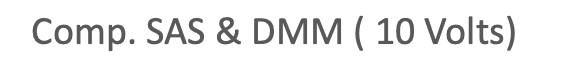 Comp. SAS & DMM ( 10 Volts)